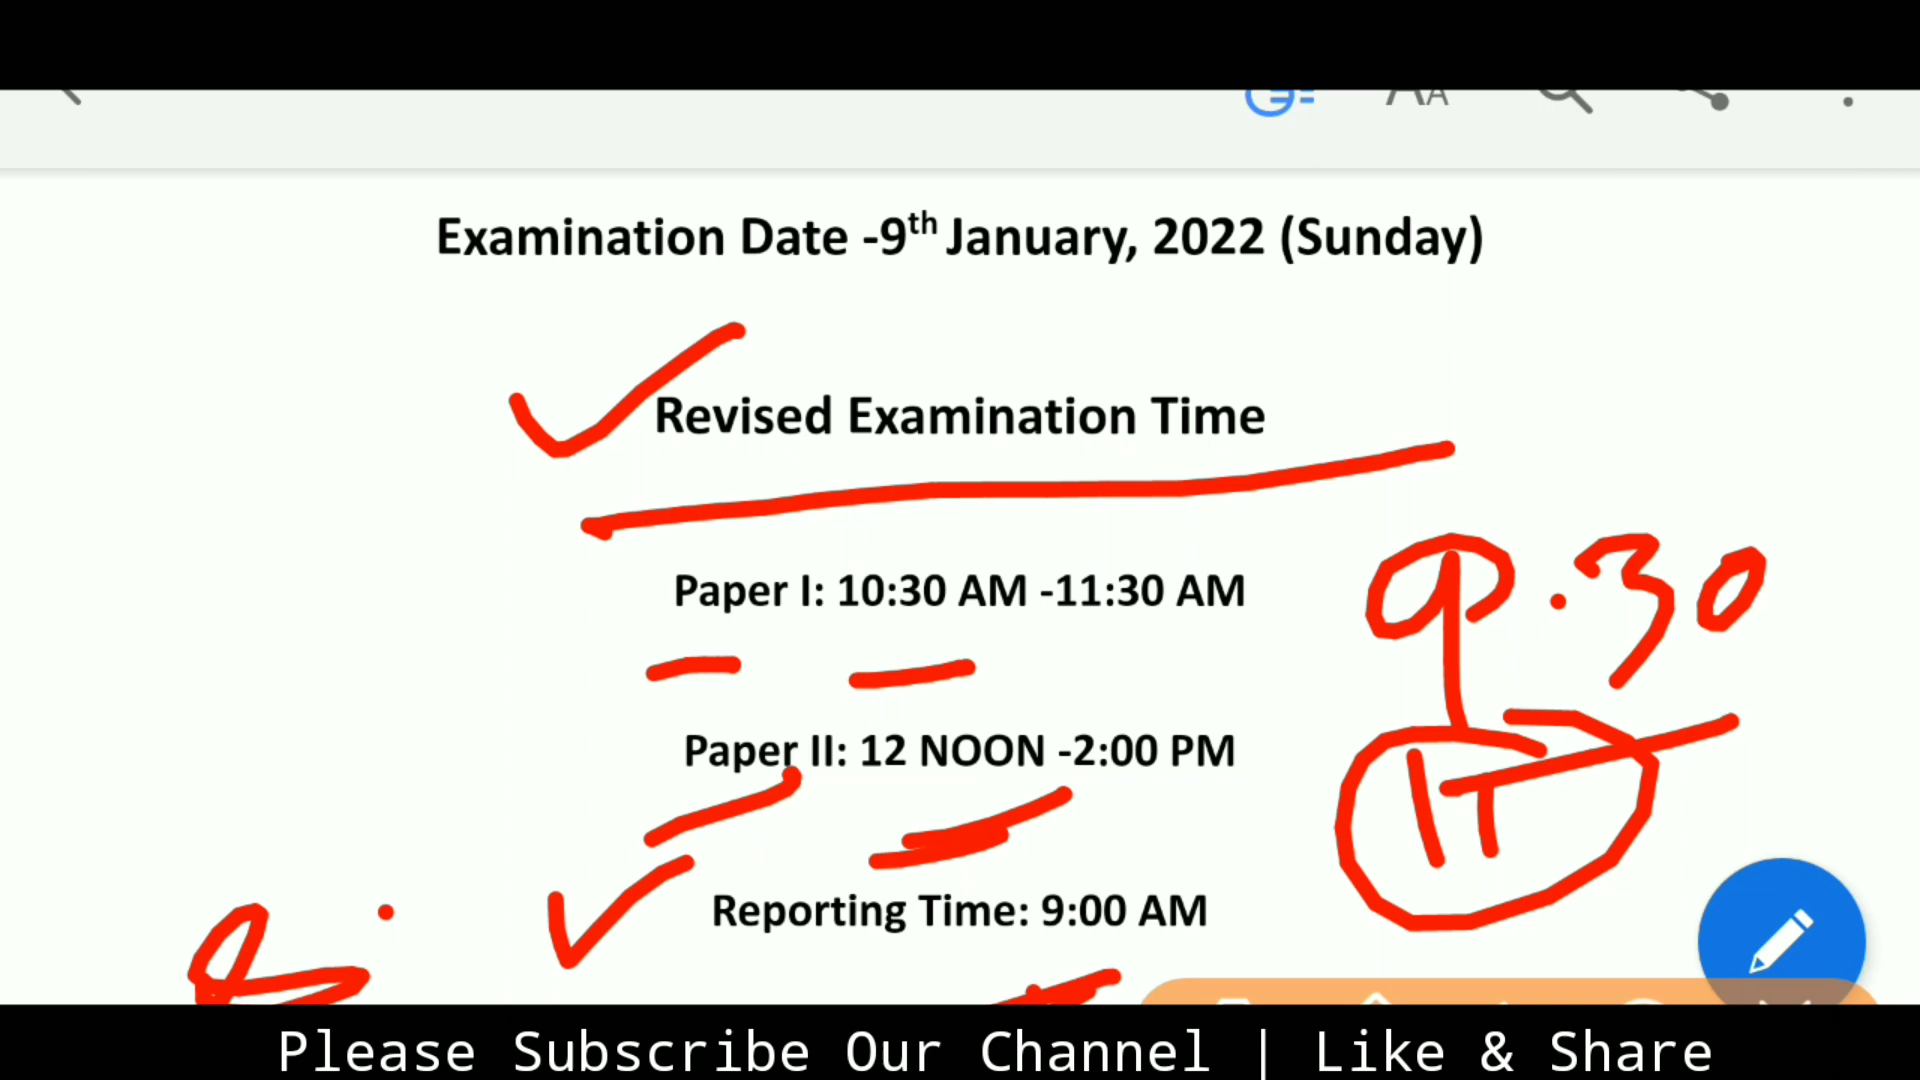 Examination Date -9th January, 2022 (Sunday)
Revised Examination Time
Paper I: 10:30 AM -11:30 AM
9.30
Paper II: 12 NOON -2:00 PM
IT
Reporting Time: 9:00 AM
Please Subscribe Our Channel | Like & Share